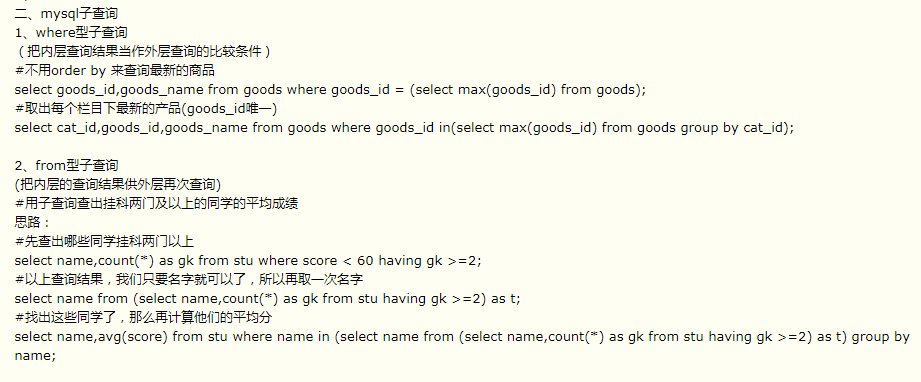 二、mysql子查询
1、where型子查询
（把内层查询结果当作外层查询的比较条件）
#不用order by 来查询最新的商品
select goods_id,goods_name from goods where goods_id = (select max(goods_id) from goods);
#取出每个栏目下最新的产品(goods_id唯一)
select cat_id,goods_id,goods_name from goods where goods_id in(select max(goods_id) from goods group by cat_id);
2、from型子查询
(把内层的查询结果供外层再次查询)
#用子查询查出挂科两门及以上的同学的平均成绩
思路：
#先查出哪些同学挂科两门以上
select name,count(*) as gk from stu where score < 60 having gk >=2;
#以上查询结果，我们只要名字就可以了，所以再取一次名字
select name from (select name,count(*) as gk from stu having gk >=2) as t;
#找出这些同学了，那么再计算他们的平均分
select name,avg(score) from stu where name in (select name from (select name,count(*) as gk from stu having gk >=2) as t) group by
name;